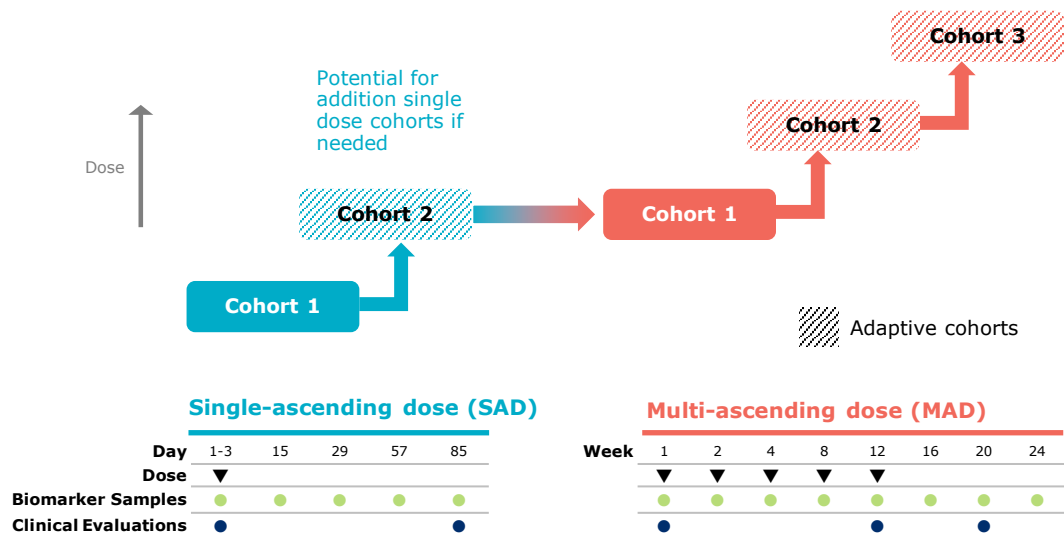 Cohort 3
Potential for
addition single
dose cohorts if
needed
Cohort 2
Dose
Cohort 2
Cohort 1
Cohort 1
Adaptive cohorts
Single-ascending dose (SAD)
Day 1-3 15 29 57 85
Dose
Biomarker Samples
Clinical Evaluations
Multi-ascending dose (MAD)
Week 1 2 4 8 12 16 20 24